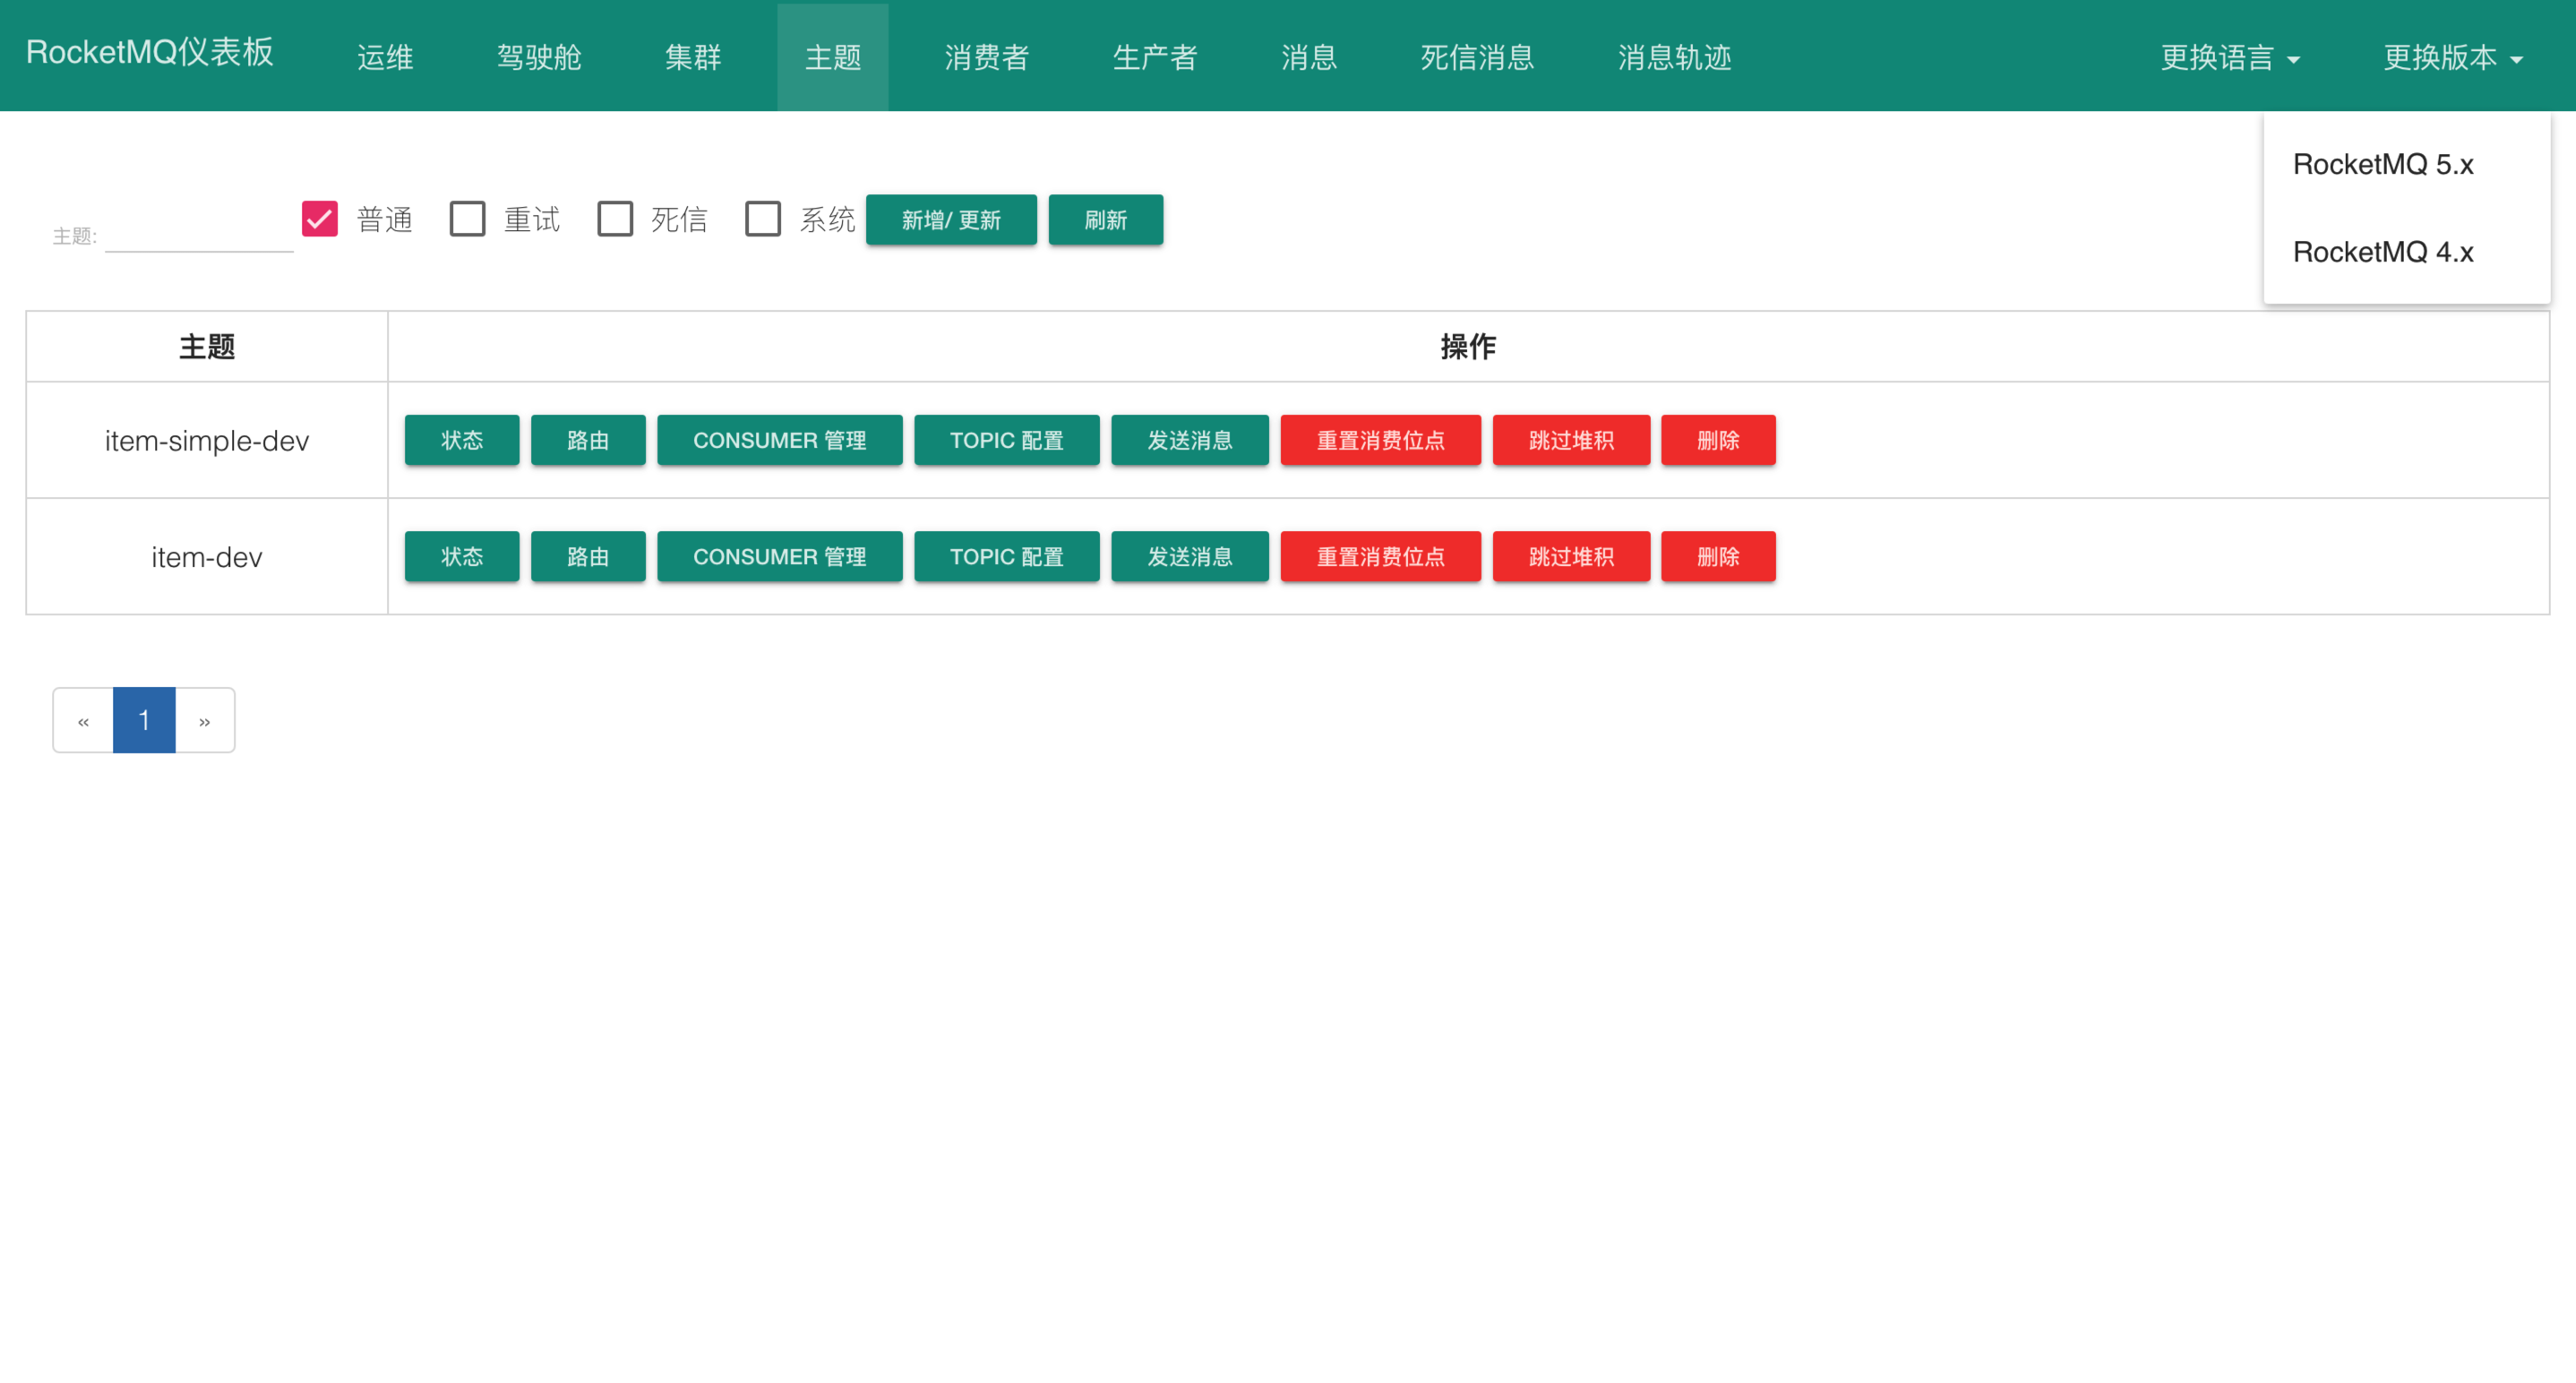 RocketMQ仪表板 运维 驾驶舱 集群 主题 消费者 生产者 消息 死信消息 消息轨迹 更换语言 更换版本
RocketMQ 5.x
RocketMQ 4.x
主题: 普通 重试 死信 系统 新增/ 更新 刷新
主题 操作
item-simple-dev 状态 路由 CONSUMER 管理 TOPIC 配置 发送消息 重置消费位点 跳过堆积 删除
item-dev 状态 路由 CONSUMER 管理 TOPIC 配置 发送消息 重置消费位点 跳过堆积 删除
« 1 »